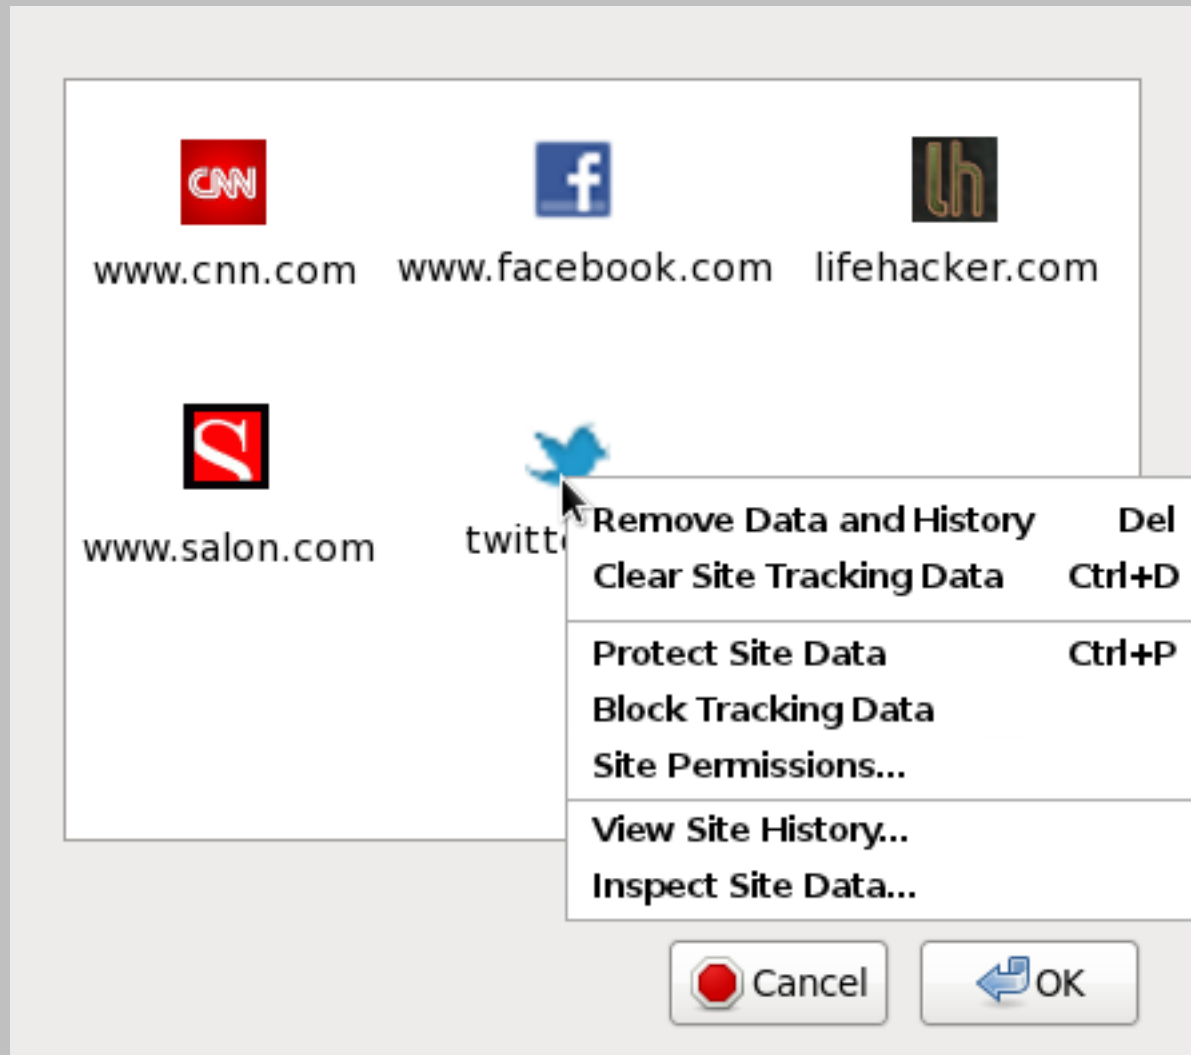 CNN
f
lh
www.cnn.com
www.facebook.com
lifehacker.com
S
www.salon.com
Remove Data and History Del
Clear Site Tracking Data Ctrl+D
Protect Site Data Ctrl+P
Block Tracking Data
Site Permissions...
View Site History...
Inspect Site Data...
Cancel
OK